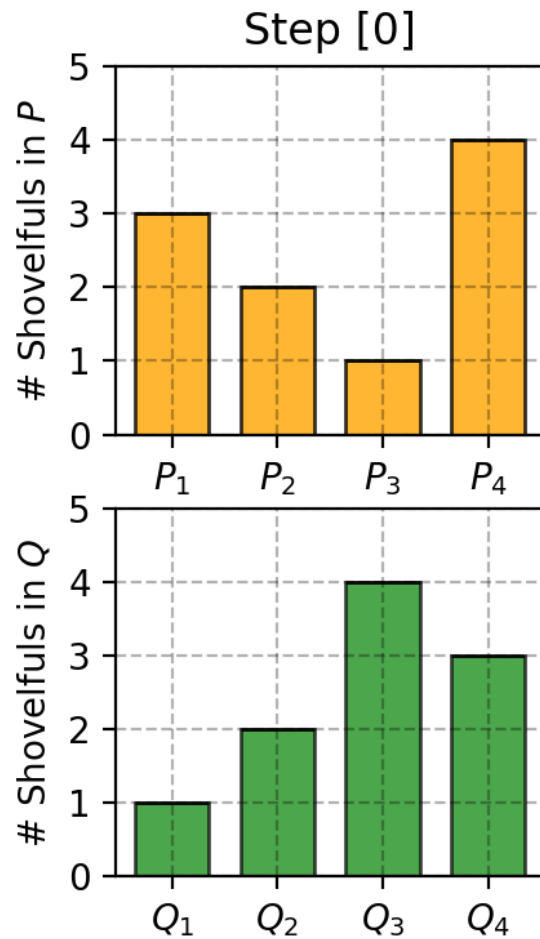 Step [0]
# Shovelfuls in P
5
4
3
2
1
0
P₁ P₂ P₃ P₄
# Shovelfuls in Q
5
4
3
2
1
0
Q₁ Q₂ Q₃ Q₄